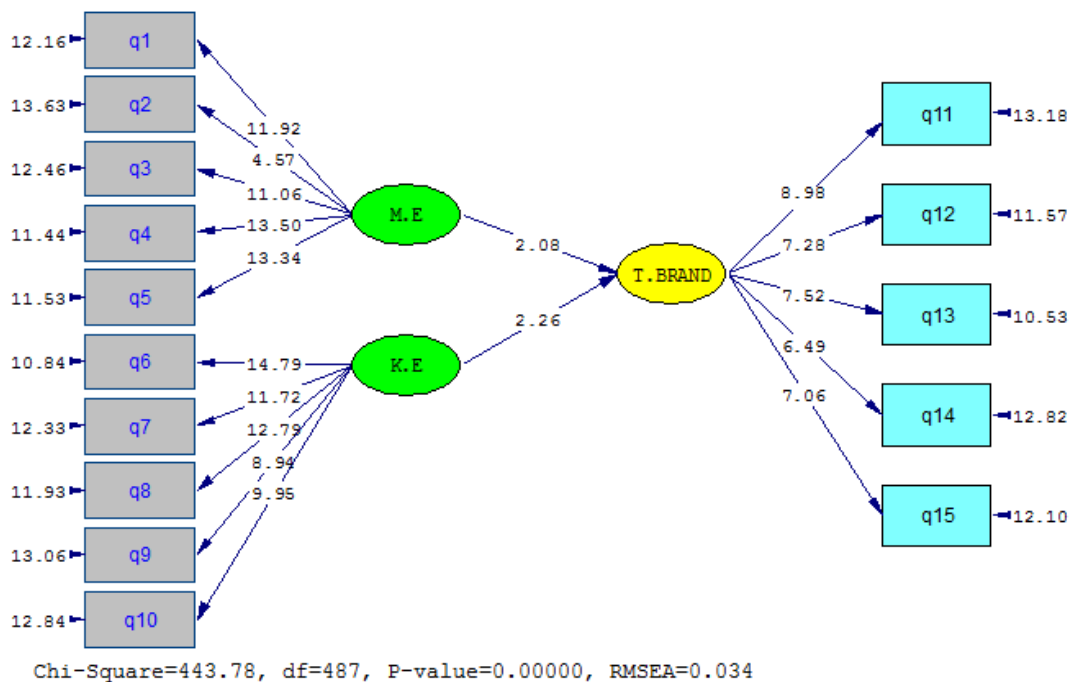 12.16 q1
13.63 q2
12.46 q3
11.44 q4
11.53 q5
10.84 q6
12.33 q7
11.93 q8
13.06 q9
12.84 q10
11.92
4.57
11.06
13.50
13.34
14.79
11.72
12.79
8.94
9.95
M.E
K.E
2.08
2.26
T.BRAND
8.98
7.28
7.52
6.49
7.06
q11 13.18
q12 11.57
q13 10.53
q14 12.82
q15 12.10
Chi-Square=443.78, df=487, P-value=0.00000, RMSEA=0.034